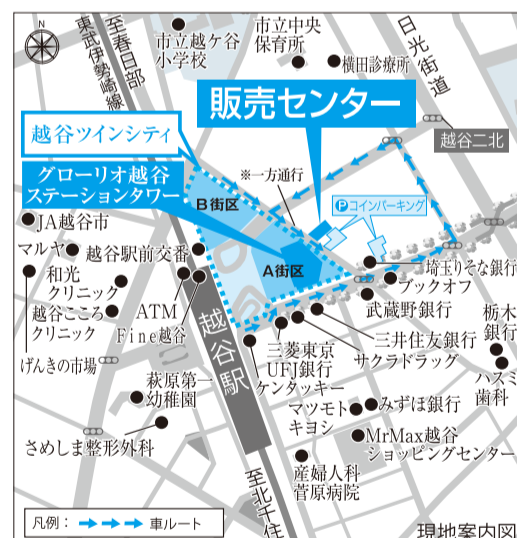 N
至春日部
東武伊勢崎線
市立越ケ谷
小学校
市立中央
保育所
横田診療所
日光街道
越谷二北
販売センター
越谷ツインシティ
グローリオ越谷
ステーションタワー
※一方通行
B街区
Pコインパーキング
A街区
JA越谷市
マルヤ
越谷駅前交番
和光
クリニック
越谷こころ
クリニック
ATM
Fine越谷
げんきの市場
越谷駅
埼玉りそな銀行
ブックオフ
武蔵野銀行
栃木
銀行
三井住友銀行
サクラドラッグ
三菱東京
UFJ銀行
ケンタッキー
ハスミ
歯科
萩原第一
幼稚園
マツモト
キヨシ
みずほ銀行
さめしま整形外科
MrMax越谷
ショッピングセンター
産婦人科
菅原病院
至北千住
凡例：
車ルート
現地案内図